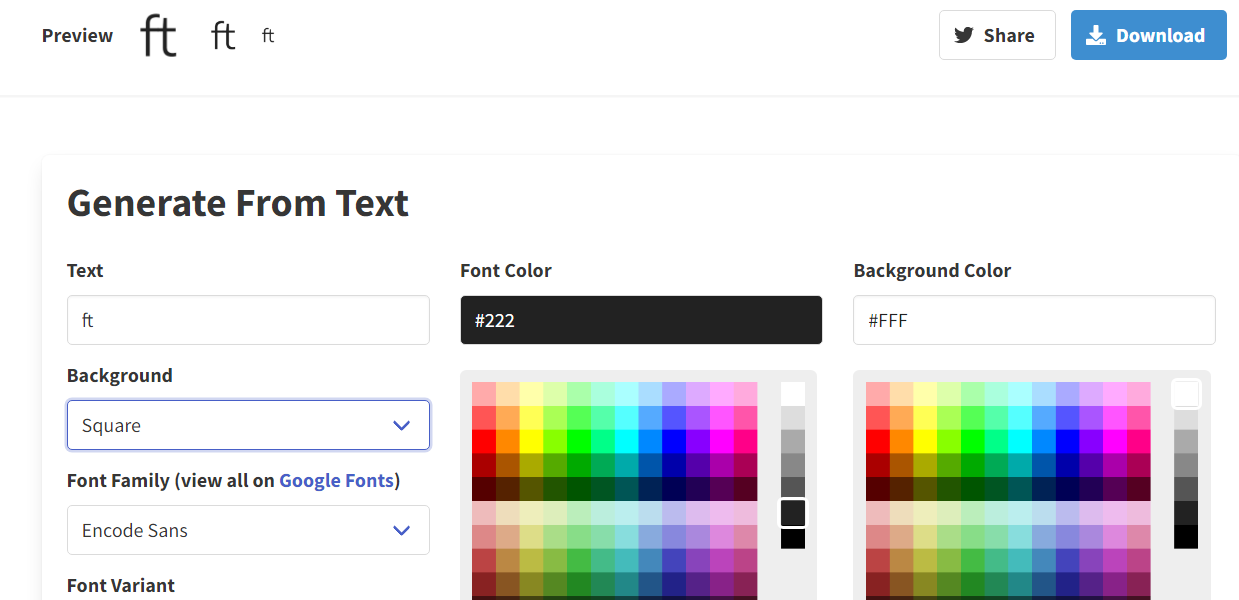 Preview ft ft ft Share Download
Generate From Text
Text Font Color Background Color
ft #222 #FFF
Background
Square
Font Family (view all on Google Fonts)
Encode Sans
Font Variant